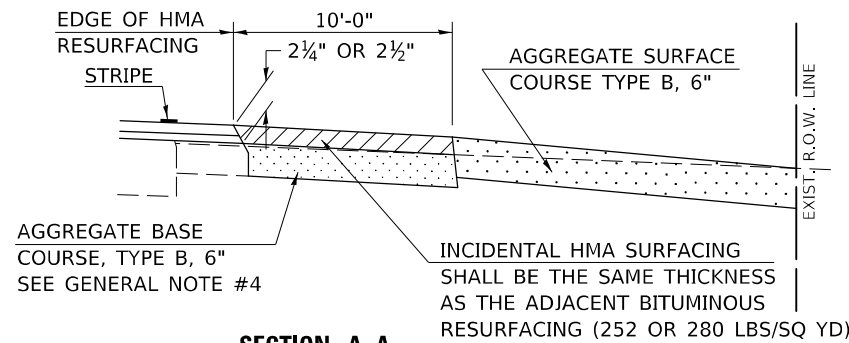 EDGE OF HMA
RESURFACING
10'-0"
2¼" OR 2½"
STRIPE
AGGREGATE SURFACE
COURSE TYPE B, 6"
EXIST. R.O.W. LINE
AGGREGATE BASE
COURSE, TYPE B, 6"
SEE GENERAL NOTE #4
INCIDENTAL HMA SURFACING
SHALL BE THE SAME THICKNESS
AS THE ADJACENT BITUMINOUS
RESURFACING (252 OR 280 LBS/SQ YD)
SECTION A-A